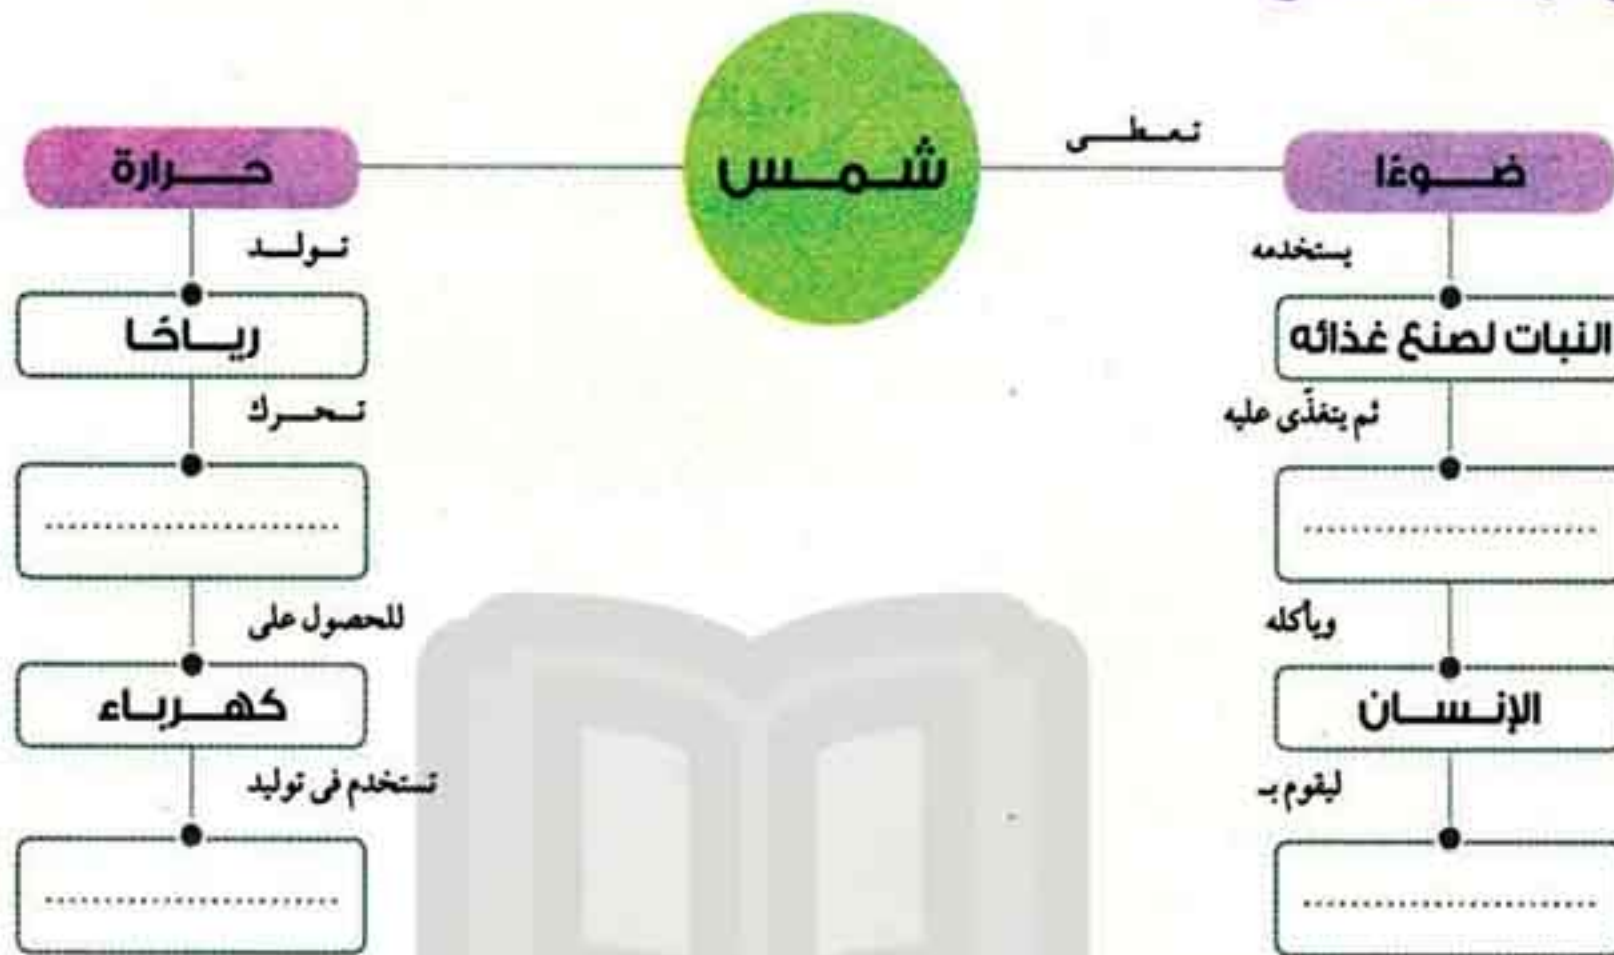 شمس
تعطى
ضوءًا
يستخدمه
النبات لصنع غذائه
ثم يتغذّى عليه
..............................
ويأكله
الإنسان
ليقوم بـ
..............................
حرارة
تولد
رياحًا
تحرك
..............................
للحصول على
كهرباء
تستخدم فى توليد
..............................